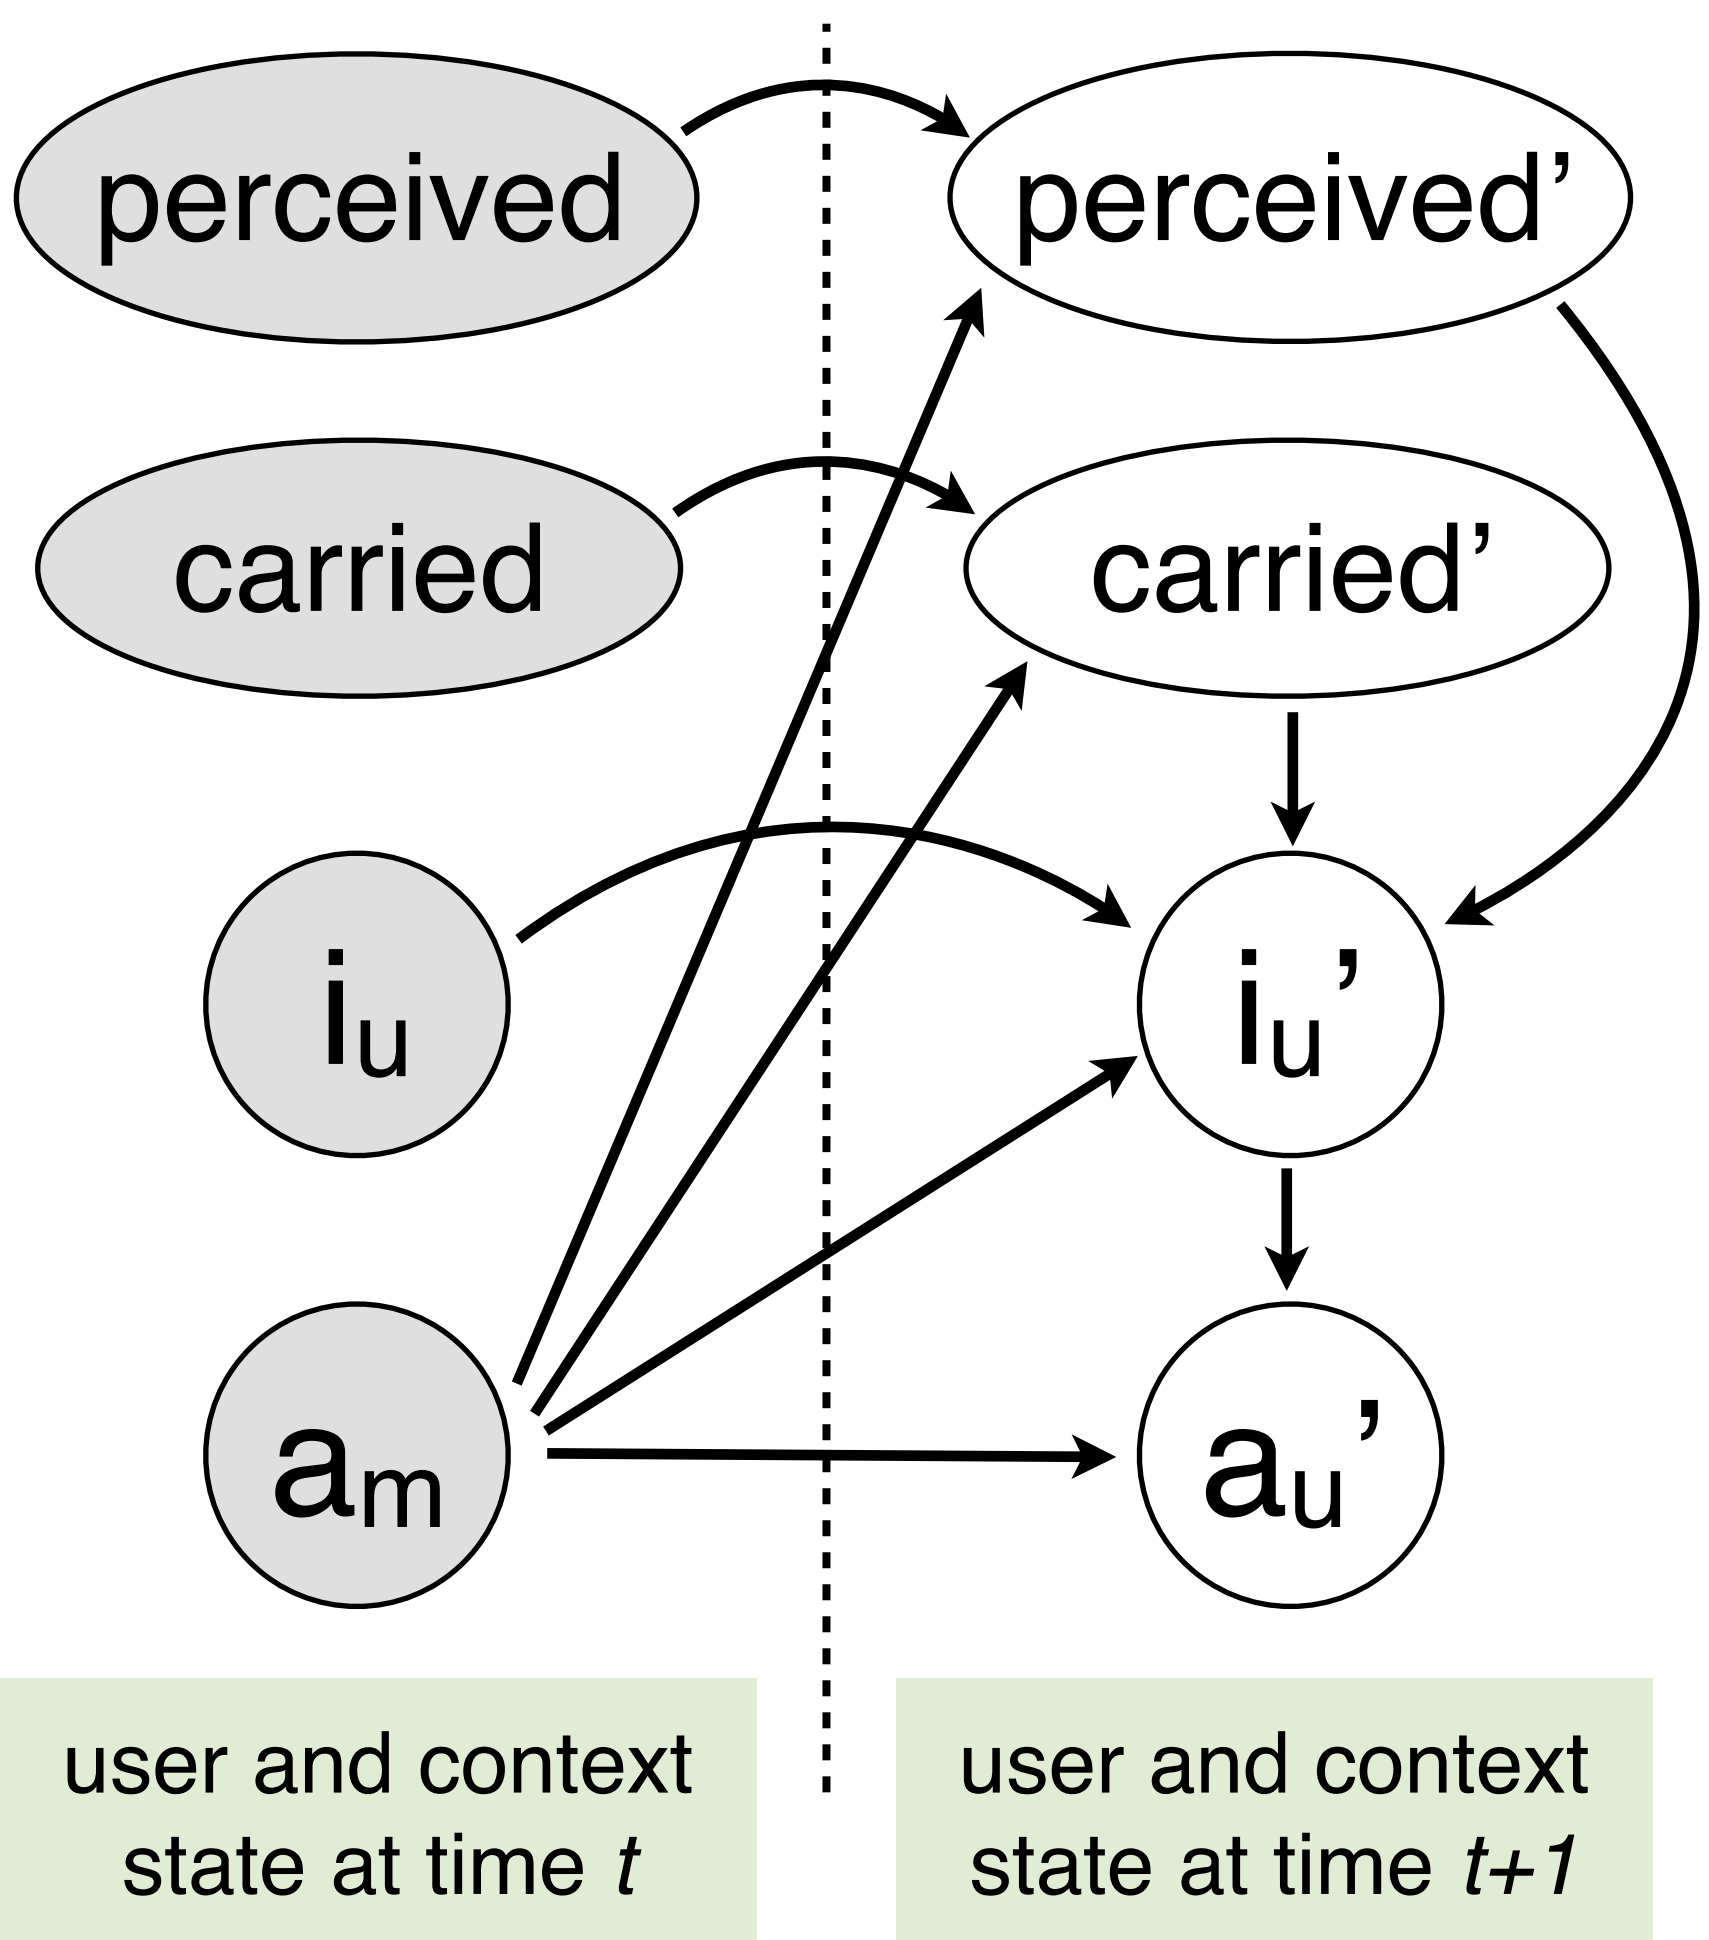 perceived
perceived’
carried
carried’
iu
iu’
am
au’
user and context
state at time t
user and context
state at time t+1